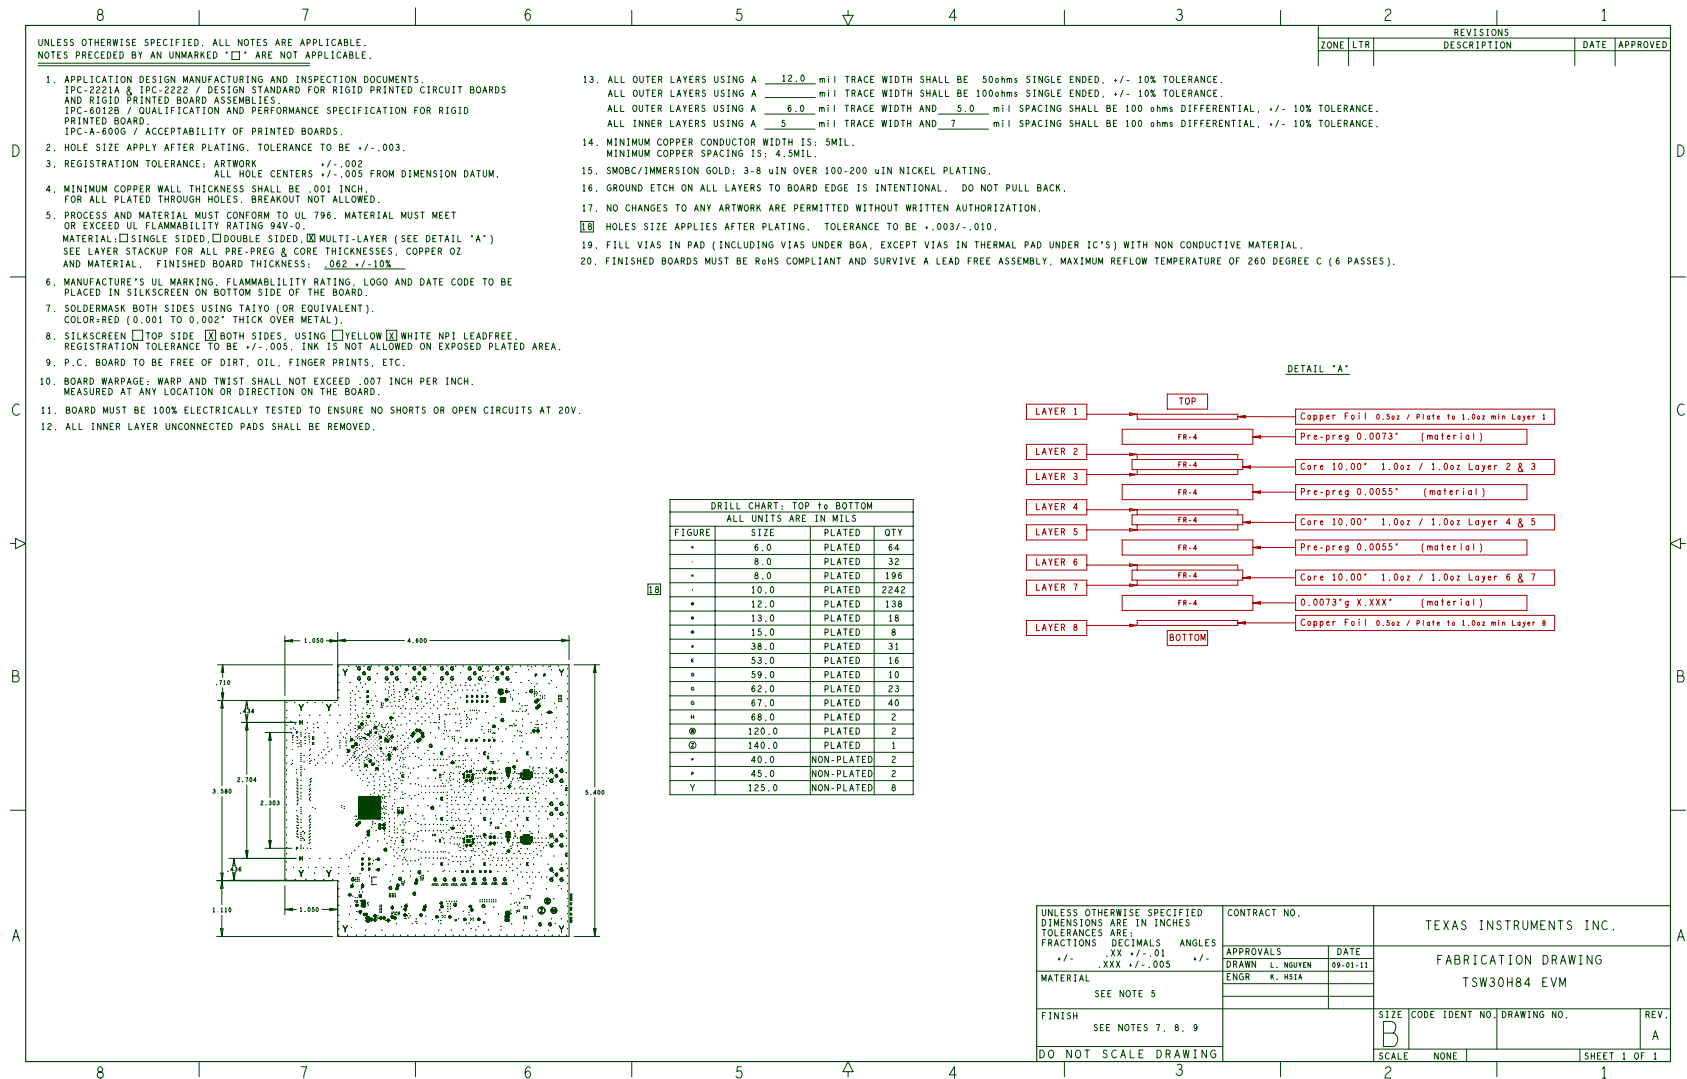 8 7 6 5 4 3 2 1
UNLESS OTHERWISE SPECIFIED. ALL NOTES ARE APPLICABLE.
NOTES PRECEDED BY AN UNMARKED "☐" ARE NOT APPLICABLE.
1. APPLICATION DESIGN MANUFACTURING AND INSPECTION DOCUMENTS.
IPC-2221A & IPC-2222 / DESIGN STANDARD FOR RIGID PRINTED CIRCUIT BOARDS
AND RIGID PRINTED BOARD ASSEMBLIES.
IPC-6012B / QUALIFICATION AND PERFORMANCE SPECIFICATION FOR RIGID
PRINTED BOARD.
IPC-A-600G / ACCEPTABILITY OF PRINTED BOARDS.
2. HOLE SIZE APPLY AFTER PLATING. TOLERANCE TO BE +/-.003.
3. REGISTRATION TOLERANCE: ARTWORK +/-.002
ALL HOLE CENTERS +/-.005 FROM DIMENSION DATUM.
4. MINIMUM COPPER WALL THICKNESS SHALL BE .001 INCH.
FOR ALL PLATED THROUGH HOLES. BREAKOUT NOT ALLOWED.
5. PROCESS AND MATERIAL MUST CONFORM TO UL 796. MATERIAL MUST MEET
OR EXCEED UL FLAMMABILITY RATING 94V-0.
MATERIAL: ☐ SINGLE SIDED, ☐ DOUBLE SIDED, ☒ MULTI-LAYER (SEE DETAIL "A")
SEE LAYER STACKUP FOR ALL PRE-PREG & CORE THICKNESSES, COPPER OZ
AND MATERIAL. FINISHED BOARD THICKNESS: .062 +/-10%
6. MANUFACTURE'S UL MARKING, FLAMMABLILITY RATING, LOGO AND DATE CODE TO BE
PLACED IN SILKSCREEN ON BOTTOM SIDE OF THE BOARD.
7. SOLDERMASK BOTH SIDES USING TAIYO (OR EQUIVALENT).
COLOR=RED (0.001 TO 0.002" THICK OVER METAL).
8. SILKSCREEN ☐ TOP SIDE ☒ BOTH SIDES, USING ☐ YELLOW ☒ WHITE NPI LEADFREE.
REGISTRATION TOLERANCE TO BE +/-.005. INK IS NOT ALLOWED ON EXPOSED PLATED AREA.
9. P.C. BOARD TO BE FREE OF DIRT, OIL, FINGER PRINTS, ETC.
10. BOARD WARPAGE: WARP AND TWIST SHALL NOT EXCEED .007 INCH PER INCH.
MEASURED AT ANY LOCATION OR DIRECTION ON THE BOARD.
11. BOARD MUST BE 100% ELECTRICALLY TESTED TO ENSURE NO SHORTS OR OPEN CIRCUITS AT 20V.
12. ALL INNER LAYER UNCONNECTED PADS SHALL BE REMOVED.
13. ALL OUTER LAYERS USING A 12.0 mil TRACE WIDTH SHALL BE 50ohms SINGLE ENDED, +/- 10% TOLERANCE.
ALL OUTER LAYERS USING A ____ mil TRACE WIDTH SHALL BE 100ohms SINGLE ENDED, +/- 10% TOLERANCE.
ALL OUTER LAYERS USING A 6.0 mil TRACE WIDTH AND 5.0 mil SPACING SHALL BE 100 ohms DIFFERENTIAL, +/- 10% TOLERANCE.
ALL INNER LAYERS USING A 5 mil TRACE WIDTH AND 7 mil SPACING SHALL BE 100 ohms DIFFERENTIAL, +/- 10% TOLERANCE.
14. MINIMUM COPPER CONDUCTOR WIDTH IS: 5MIL.
MINIMUM COPPER SPACING IS: 4.5MIL.
15. SMOBC/IMMERSION GOLD: 3-8 uIN OVER 100-200 uIN NICKEL PLATING.
16. GROUND ETCH ON ALL LAYERS TO BOARD EDGE IS INTENTIONAL. DO NOT PULL BACK.
17. NO CHANGES TO ANY ARTWORK ARE PERMITTED WITHOUT WRITTEN AUTHORIZATION.
18 HOLES SIZE APPLIES AFTER PLATING. TOLERANCE TO BE +.003/-.010.
19. FILL VIAS IN PAD (INCLUDING VIAS UNDER BGA, EXCEPT VIAS IN THERMAL PAD UNDER IC'S) WITH NON CONDUCTIVE MATERIAL.
20. FINISHED BOARDS MUST BE RoHS COMPLIANT AND SURVIVE A LEAD FREE ASSEMBLY, MAXIMUM REFLOW TEMPERATURE OF 260 DEGREE C (6 PASSES).
REVISIONS
ZONE LTR DESCRIPTION DATE APPROVED
D D
C C
B B
A A
DETAIL "A"
TOP
LAYER 1 Copper Foil 0.5oz / Plate to 1.0oz min Layer 1
FR-4 Pre-preg 0.0073" (material)
LAYER 2
FR-4 Core 10.00" 1.0oz / 1.0oz Layer 2 & 3
LAYER 3
FR-4 Pre-preg 0.0055" (material)
LAYER 4
FR-4 Core 10.00" 1.0oz / 1.0oz Layer 4 & 5
LAYER 5
FR-4 Pre-preg 0.0055" (material)
LAYER 6
FR-4 Core 10.00" 1.0oz / 1.0oz Layer 6 & 7
LAYER 7
FR-4 0.0073"g X.XXX" (material)
LAYER 8 Copper Foil 0.5oz / Plate to 1.0oz min Layer 8
BOTTOM
DRILL CHART: TOP to BOTTOM
ALL UNITS ARE IN MILS
FIGURE SIZE PLATED QTY
6.0 PLATED 64
8.0 PLATED 32
8.0 PLATED 196
18 10.0 PLATED 2242
12.0 PLATED 138
13.0 PLATED 18
15.0 PLATED 8
38.0 PLATED 31
53.0 PLATED 16
59.0 PLATED 10
62.0 PLATED 23
67.0 PLATED 40
H 68.0 PLATED 2
120.0 PLATED 2
Z 140.0 PLATED 1
40.0 NON-PLATED 2
45.0 NON-PLATED 2
Y 125.0 NON-PLATED 8
1.050 4.600
.710
.434
2.704
3.580
2.303
5.400
.436
1.110
1.050
UNLESS OTHERWISE SPECIFIED
DIMENSIONS ARE IN INCHES
TOLERANCES ARE:
FRACTIONS DECIMALS ANGLES
+/- .XX +/-.01 +/-
.XXX +/-.005
MATERIAL
SEE NOTE 5
FINISH
SEE NOTES 7, 8, 9
DO NOT SCALE DRAWING
CONTRACT NO.
APPROVALS DATE
DRAWN L. NGUYEN 09-01-11
ENGR K. HSIA
TEXAS INSTRUMENTS INC.
FABRICATION DRAWING
TSW30H84 EVM
SIZE CODE IDENT NO. DRAWING NO. REV.
B A
SCALE NONE SHEET 1 OF 1
8 7 6 5 4 3 2 1